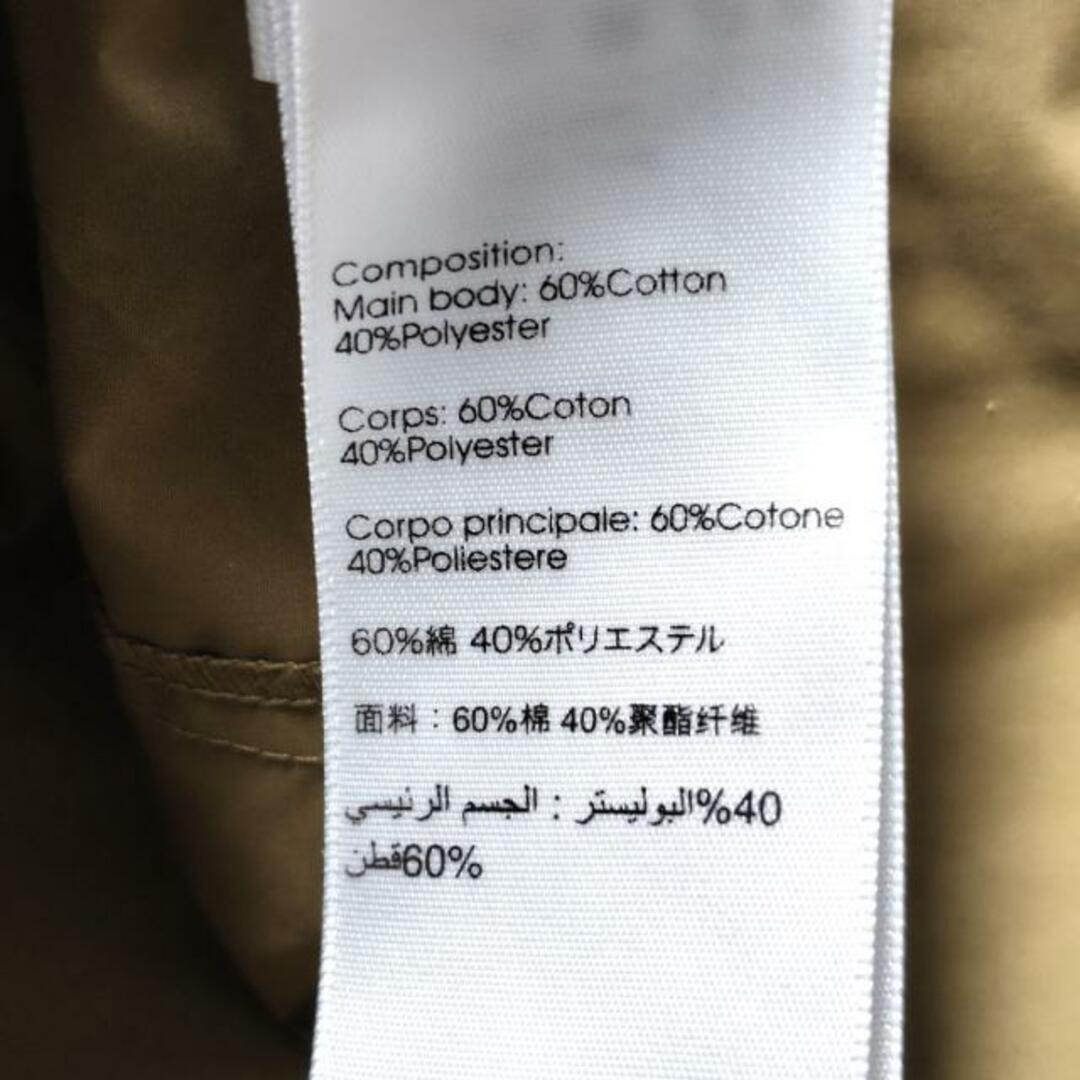 Composition:
Main body: 60%Cotton
40%Polyester
Corps: 60%Coton
40%Polyester
Corpo principale: 60%Cotone
40%Poliestere
60%綿 40%ポリエステル
面料：60%棉 40%聚酯纤维
40%البوليستر : الجسم الرئيسي
60%قطن